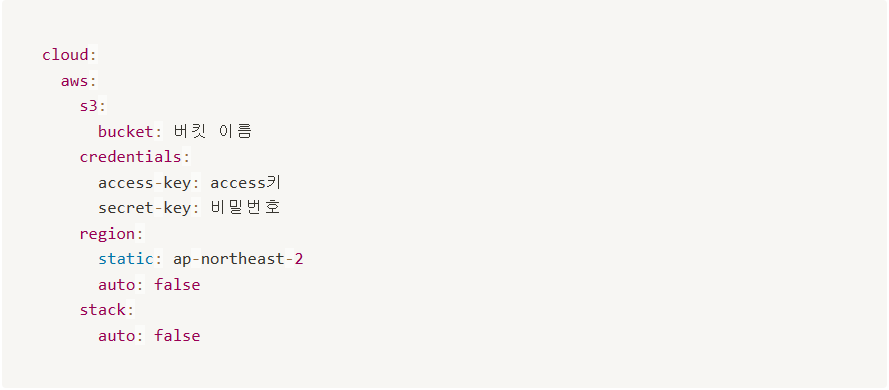 cloud:
  aws:
    s3:
      bucket: 버킷 이름
    credentials:
      access-key: access키
      secret-key: 비밀번호
    region:
      static: ap-northeast-2
      auto: false
    stack:
      auto: false